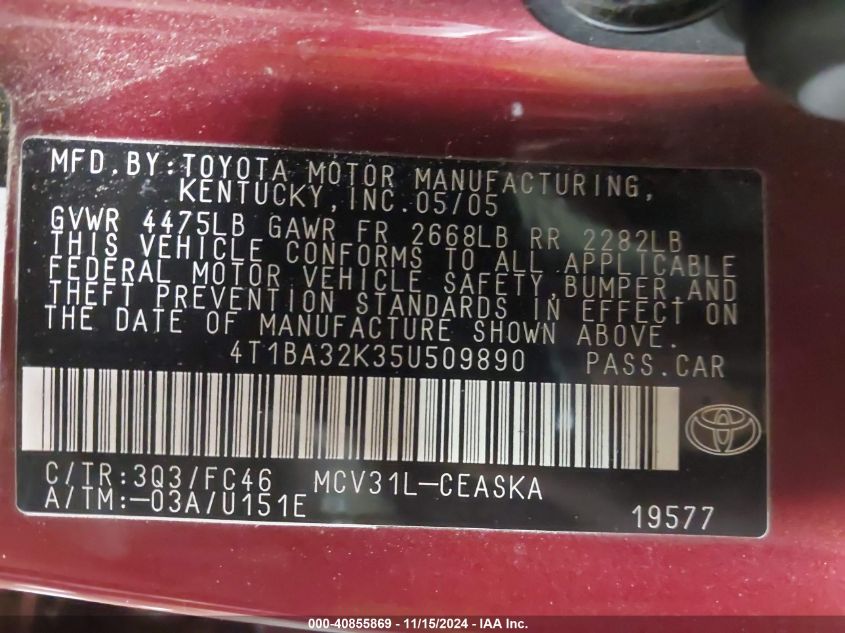 MFD. BY: TOYOTA MOTOR MANUFACTURING,
KENTUCKY, INC. 05/05
GVWR 4475LB GAWR FR 2668LB RR 2282LB
THIS VEHICLE CONFORMS TO ALL APPLICABLE
FEDERAL MOTOR VEHICLE SAFETY, BUMPER, AND
THEFT PREVENTION STANDARDS IN EFFECT ON
THE DATE OF MANUFACTURE SHOWN ABOVE.
4T1BA32K35U509890 PASS. CAR
C/TR: 3Q3/FC46 MCV31L-CEASKA
A/TM: -03A/U151E
19577
000-40855869 - 11/15/2024 - IAA Inc.